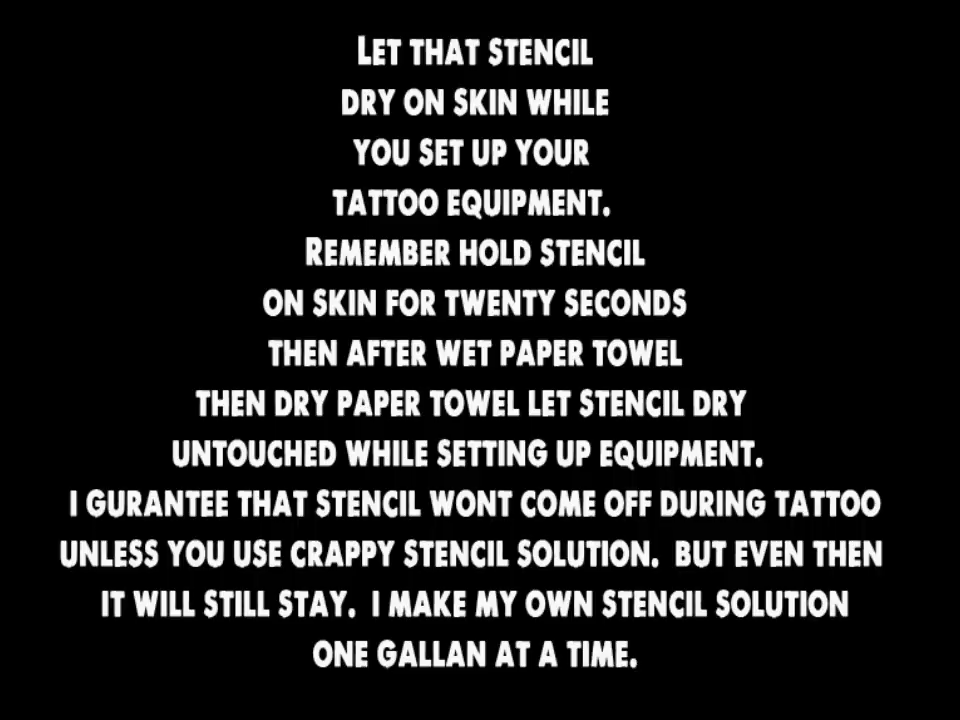 Let that stencil
dry on skin while
you set up your
tattoo equipment.
Remember hold stencil
on skin for twenty seconds
then after wet paper towel
then dry paper towel let stencil dry
untouched while setting up equipment.
i gurantee that stencil wont come off during tattoo
unless you use crappy stencil solution. but even then
it will still stay. i make my own stencil solution
one gallan at a time.